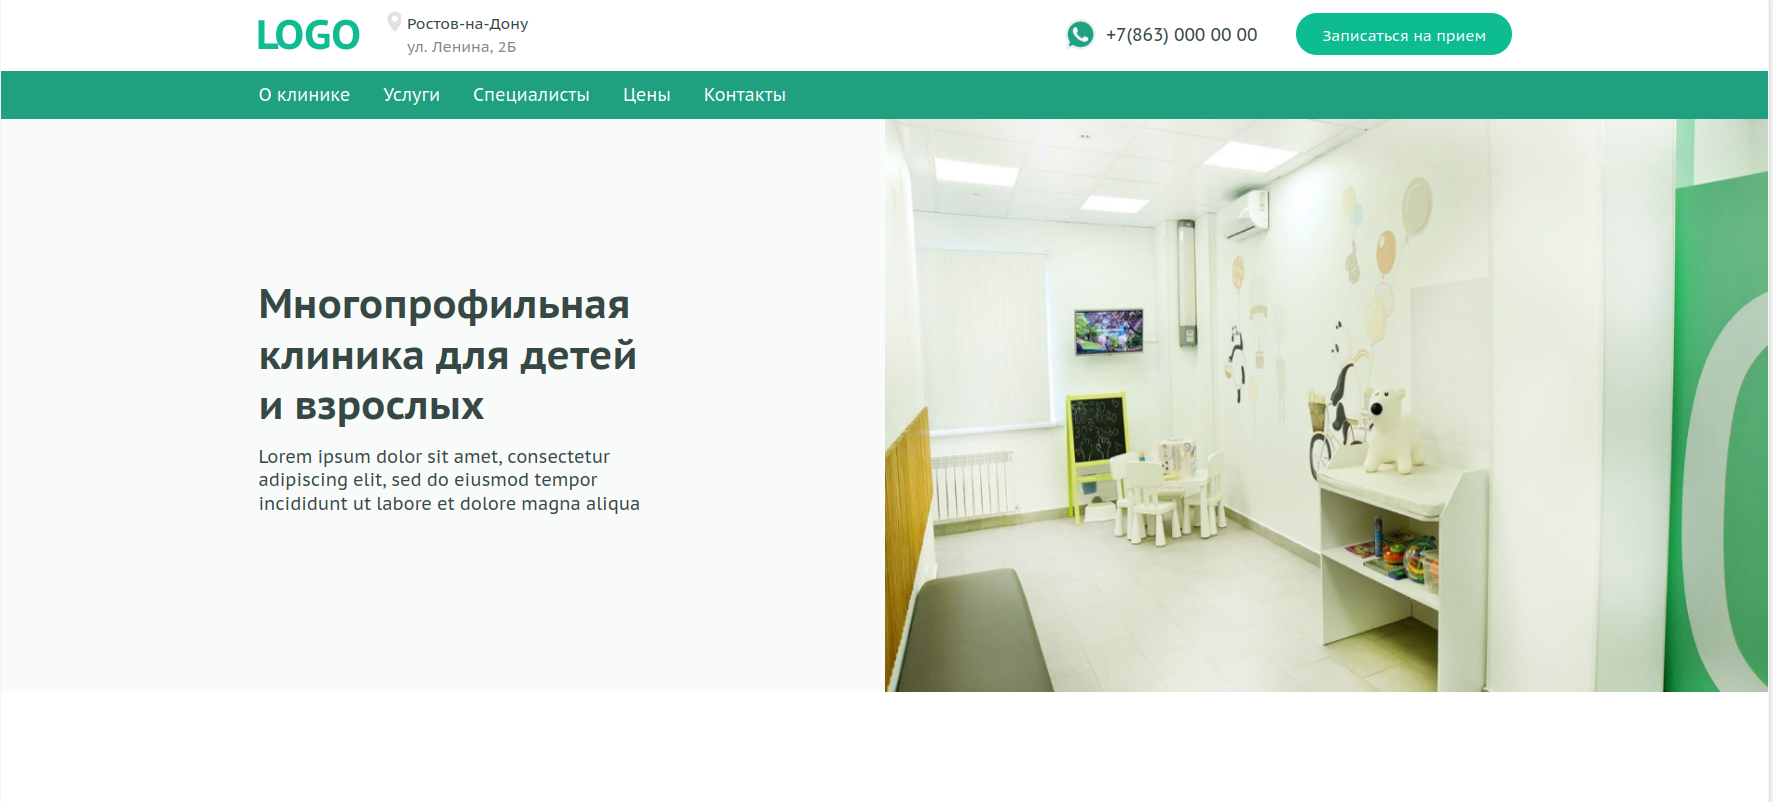 LOGO
Ростов-на-Дону
ул. Ленина, 2Б
+7(863) 000 00 00
Записаться на прием
О клинике
Услуги
Специалисты
Цены
Контакты
Многопрофильная
клиника для детей
и взрослых
Lorem ipsum dolor sit amet, consectetur
adipiscing elit, sed do eiusmod tempor
incididunt ut labore et dolore magna aliqua